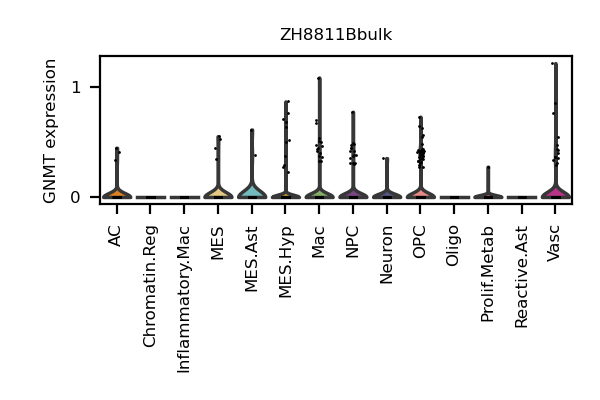 ZH8811Bbulk
GNMT expression
1
0
AC
Chromatin.Reg
Inflammatory.Mac
MES
MES.Ast
MES.Hyp
Mac
NPC
Neuron
OPC
Oligo
Prolif.Metab
Reactive.Ast
Vasc